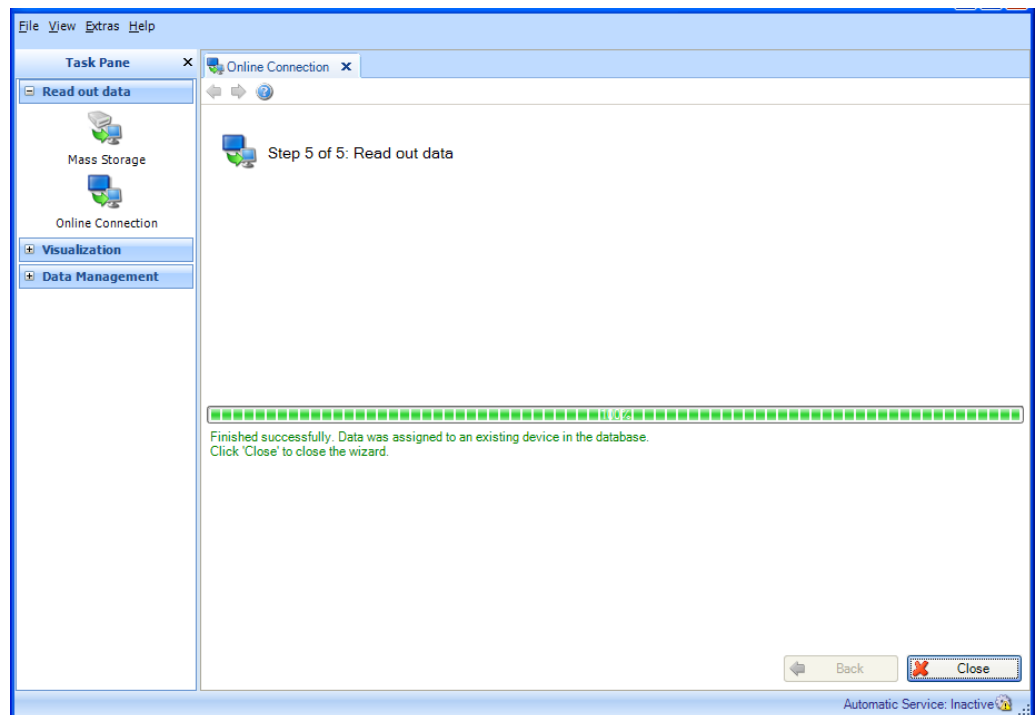 File View Extras Help
Task Pane
Online Connection
Read out data
Mass Storage
Online Connection
Visualization
Data Management
Step 5 of 5: Read out data
100%
Finished successfully. Data was assigned to an existing device in the database.
Click 'Close' to close the wizard.
Back
Close
Automatic Service: Inactive